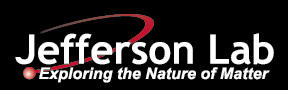 Jefferson Lab
Exploring the Nature of Matter